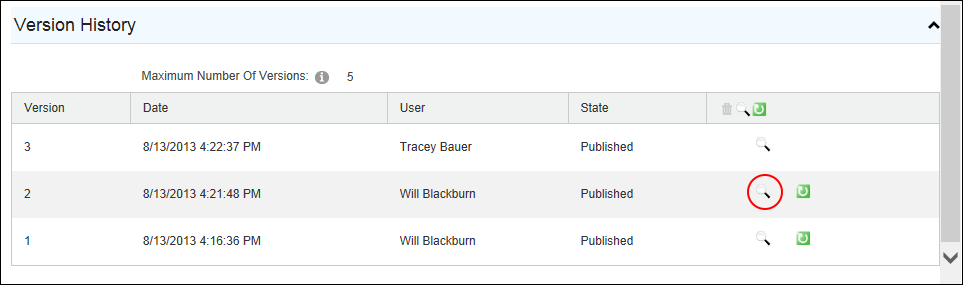 Version History
Maximum Number Of Versions: 5
Version Date User State
3 8/13/2013 4:22:37 PM Tracey Bauer Published
2 8/13/2013 4:21:48 PM Will Blackburn Published
1 8/13/2013 4:16:36 PM Will Blackburn Published